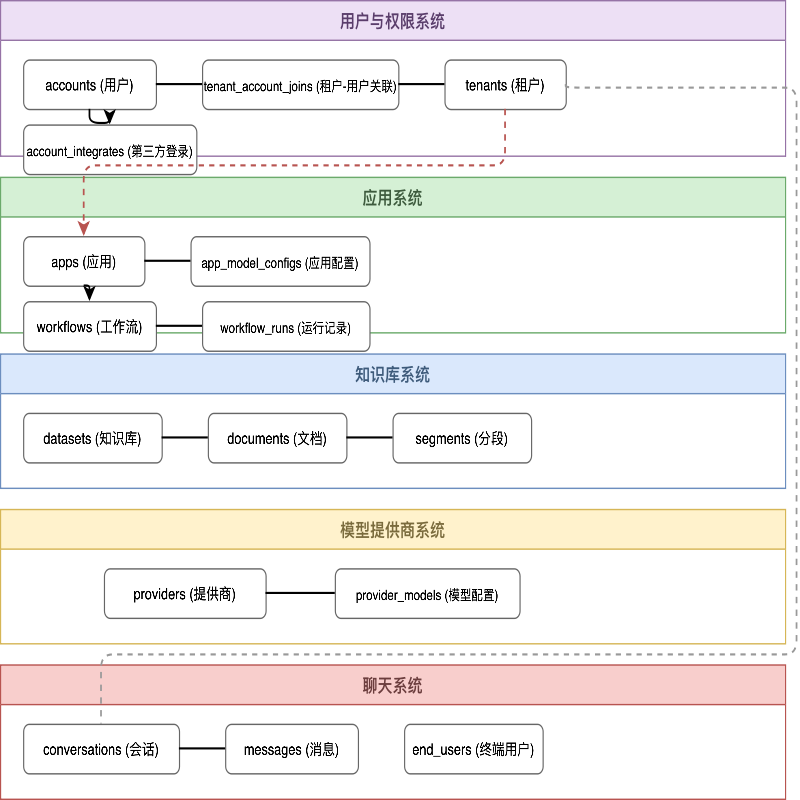 用户与权限系统
accounts (用户)
tenant_account_joins (租户-用户关联)
tenants (租户)
account_integrates (第三方登录)
应用系统
apps (应用)
app_model_configs (应用配置)
workflows (工作流)
workflow_runs (运行记录)
知识库系统
datasets (知识库)
documents (文档)
segments (分段)
模型提供商系统
providers (提供商)
provider_models (模型配置)
聊天系统
conversations (会话)
messages (消息)
end_users (终端用户)